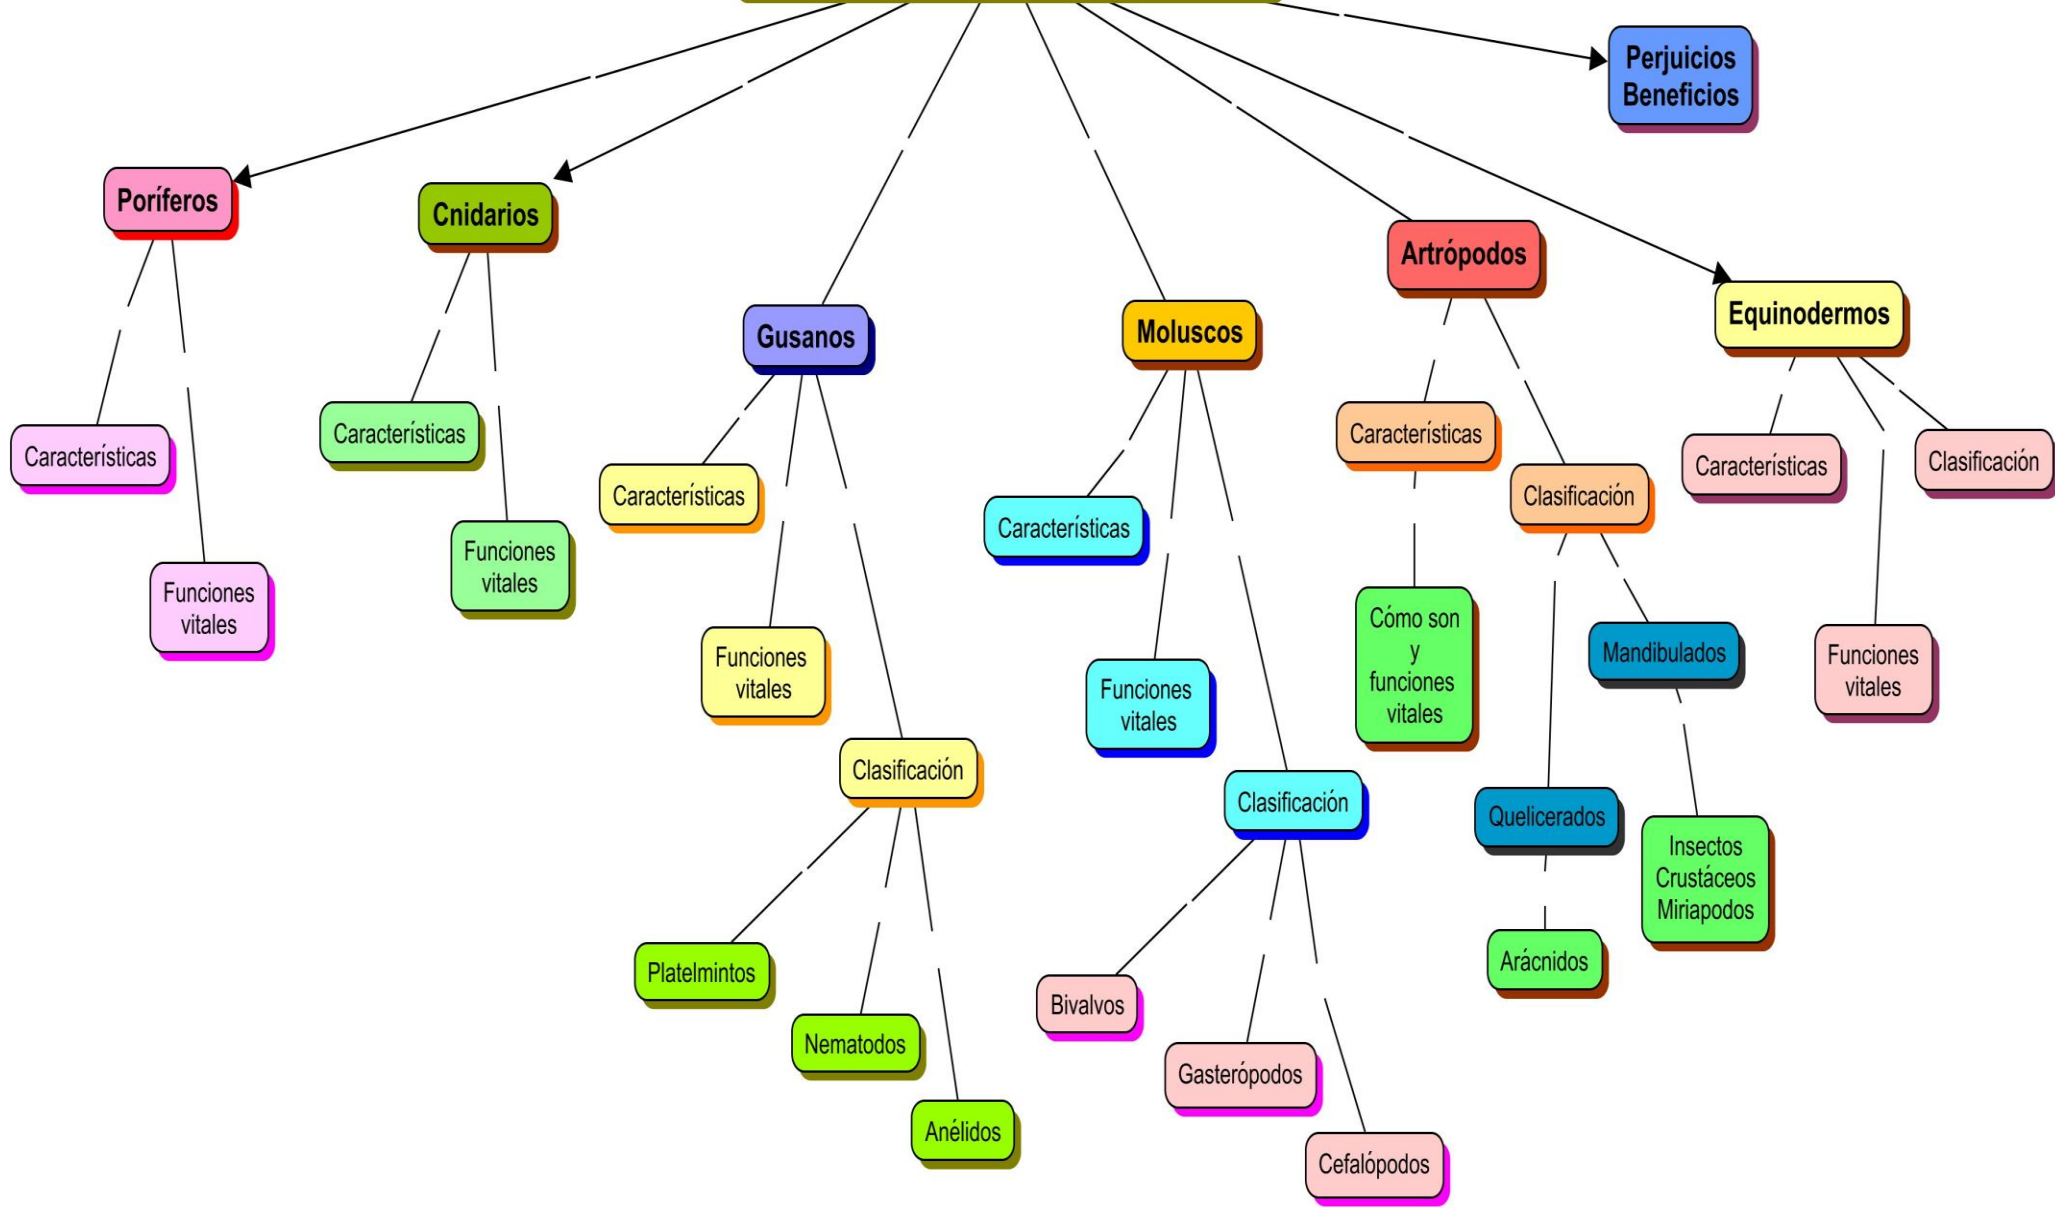 Perjuicios
Beneficios
Poríferos
Cnidarios
Artrópodos
Equinodermos
Gusanos
Moluscos
Características
Características
Características
Características
Clasificación
Características
Características
Clasificación
Características
Funciones
vitales
Funciones
vitales
Cómo son
y
funciones
vitales
Mandibulados
Funciones
vitales
Funciones
vitales
Funciones
vitales
Clasificación
Clasificación
Quelicerados
Insectos
Crustáceos
Miriapodos
Arácnidos
Platelmintos
Bivalvos
Nematodos
Gasterópodos
Anélidos
Cefalópodos